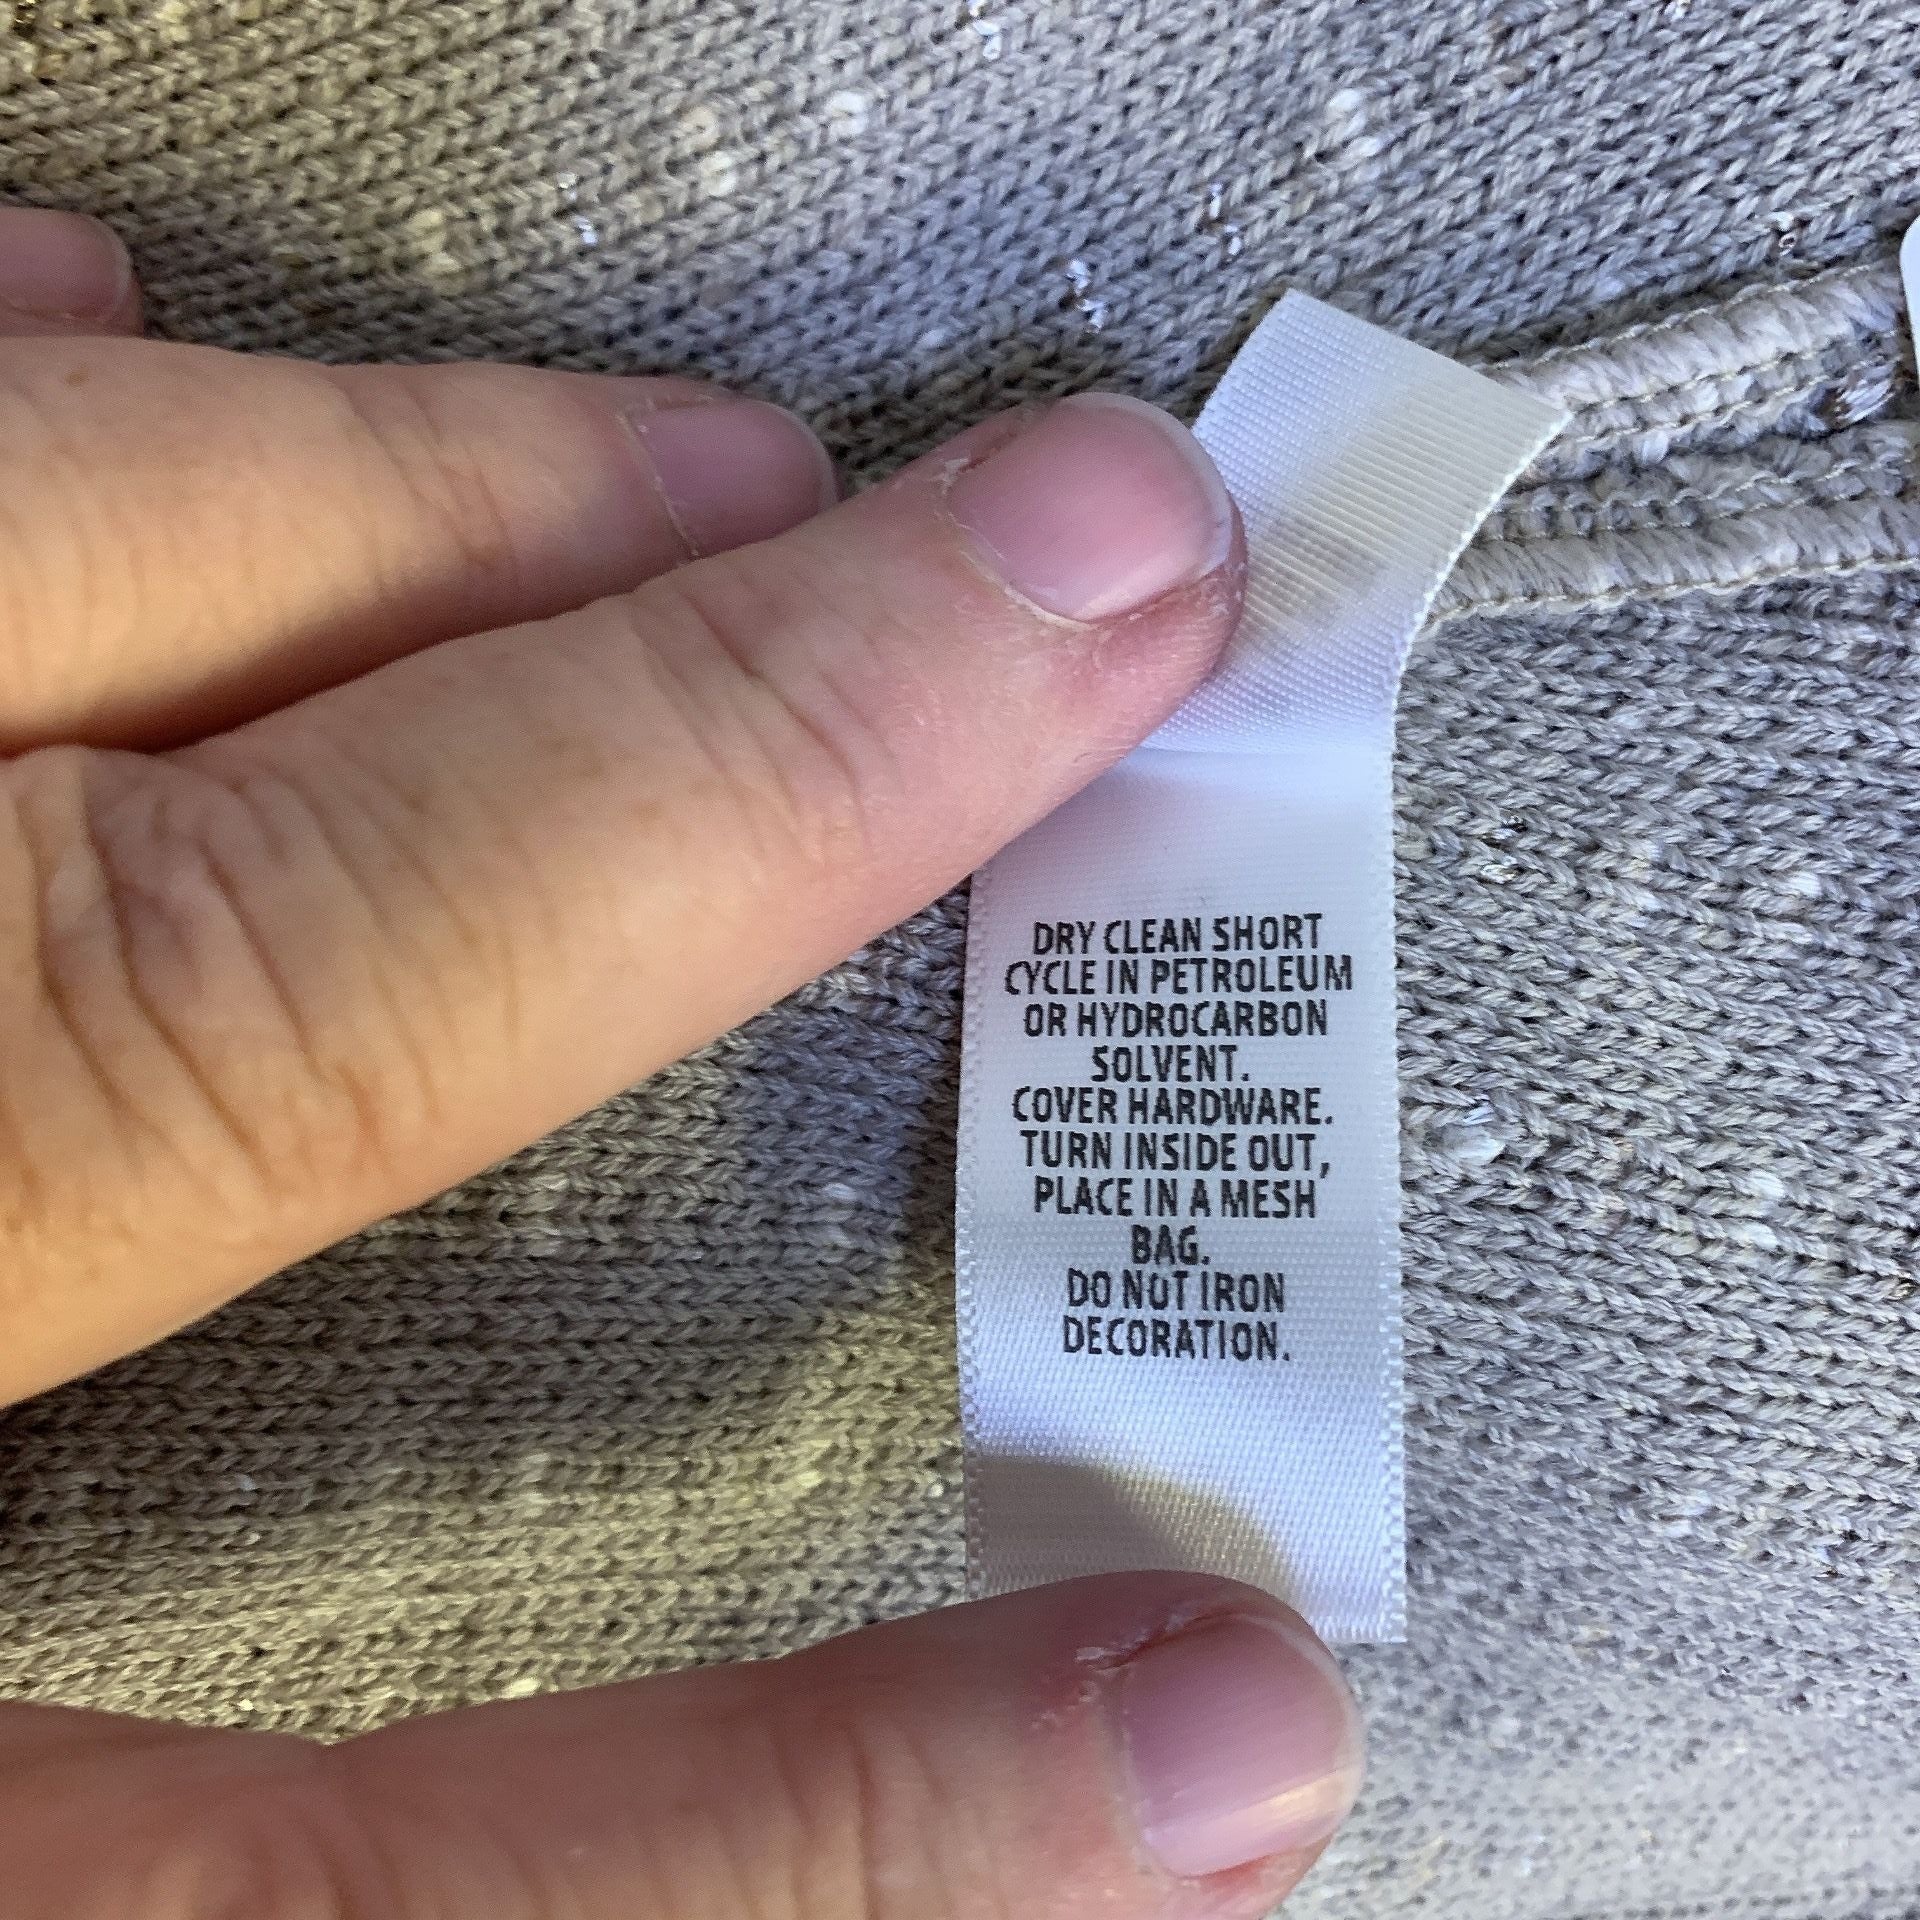 DRY CLEAN SHORT
CYCLE IN PETROLEUM
OR HYDROCARBON
SOLVENT.
COVER HARDWARE.
TURN INSIDE OUT,
PLACE IN A MESH
BAG.
DO NOT IRON
DECORATION.